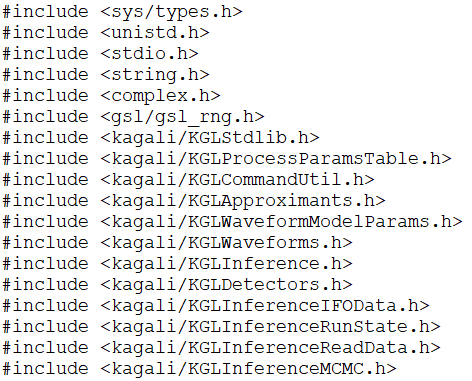 #include <sys/types.h>
#include <unistd.h>
#include <stdio.h>
#include <string.h>
#include <complex.h>
#include <gsl/gsl_rng.h>
#include <kagali/KGLStdlib.h>
#include <kagali/KGLProcessParamsTable.h>
#include <kagali/KGLCommandUtil.h>
#include <kagali/KGLApproximants.h>
#include <kagali/KGLWaveformModelParams.h>
#include <kagali/KGLWaveforms.h>
#include <kagali/KGLInference.h>
#include <kagali/KGLDetectors.h>
#include <kagali/KGLInferenceIFOData.h>
#include <kagali/KGLInferenceRunState.h>
#include <kagali/KGLInferenceReadData.h>
#include <kagali/KGLInferenceMCMC.h>